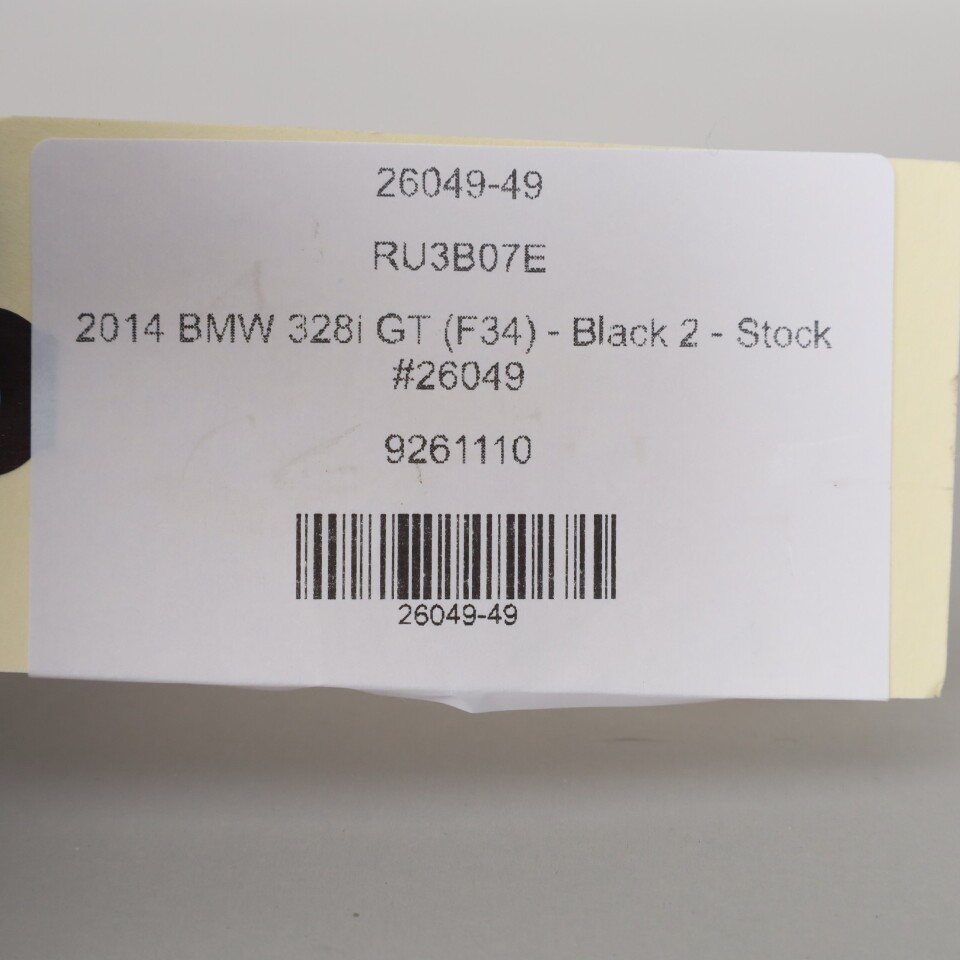 26049-49
RU3B07E
2014 BMW 328i GT (F34) - Black 2 - Stock
#26049
9261110
26049-49